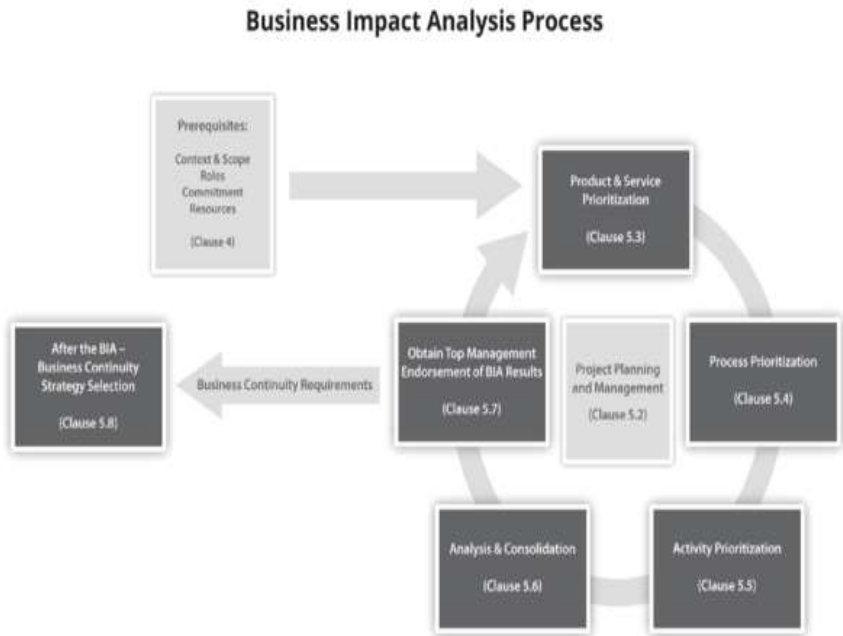 Business Impact Analysis Process
Prerequisites:
Context & Scope
Roles
Commitment
Resources
(Clause 4)
Product & Service
Prioritization
(Clause 5.3)
After the BIA –
Business Continuity
Strategy Selection
(Clause 5.8)
Business Continuity Requirements
Obtain Top Management
Endorsement of BIA Results
(Clause 5.7)
Project Planning
and Management
(Clause 5.2)
Process Prioritization
(Clause 5.4)
Analysis & Consolidation
(Clause 5.6)
Activity Prioritization
(Clause 5.5)